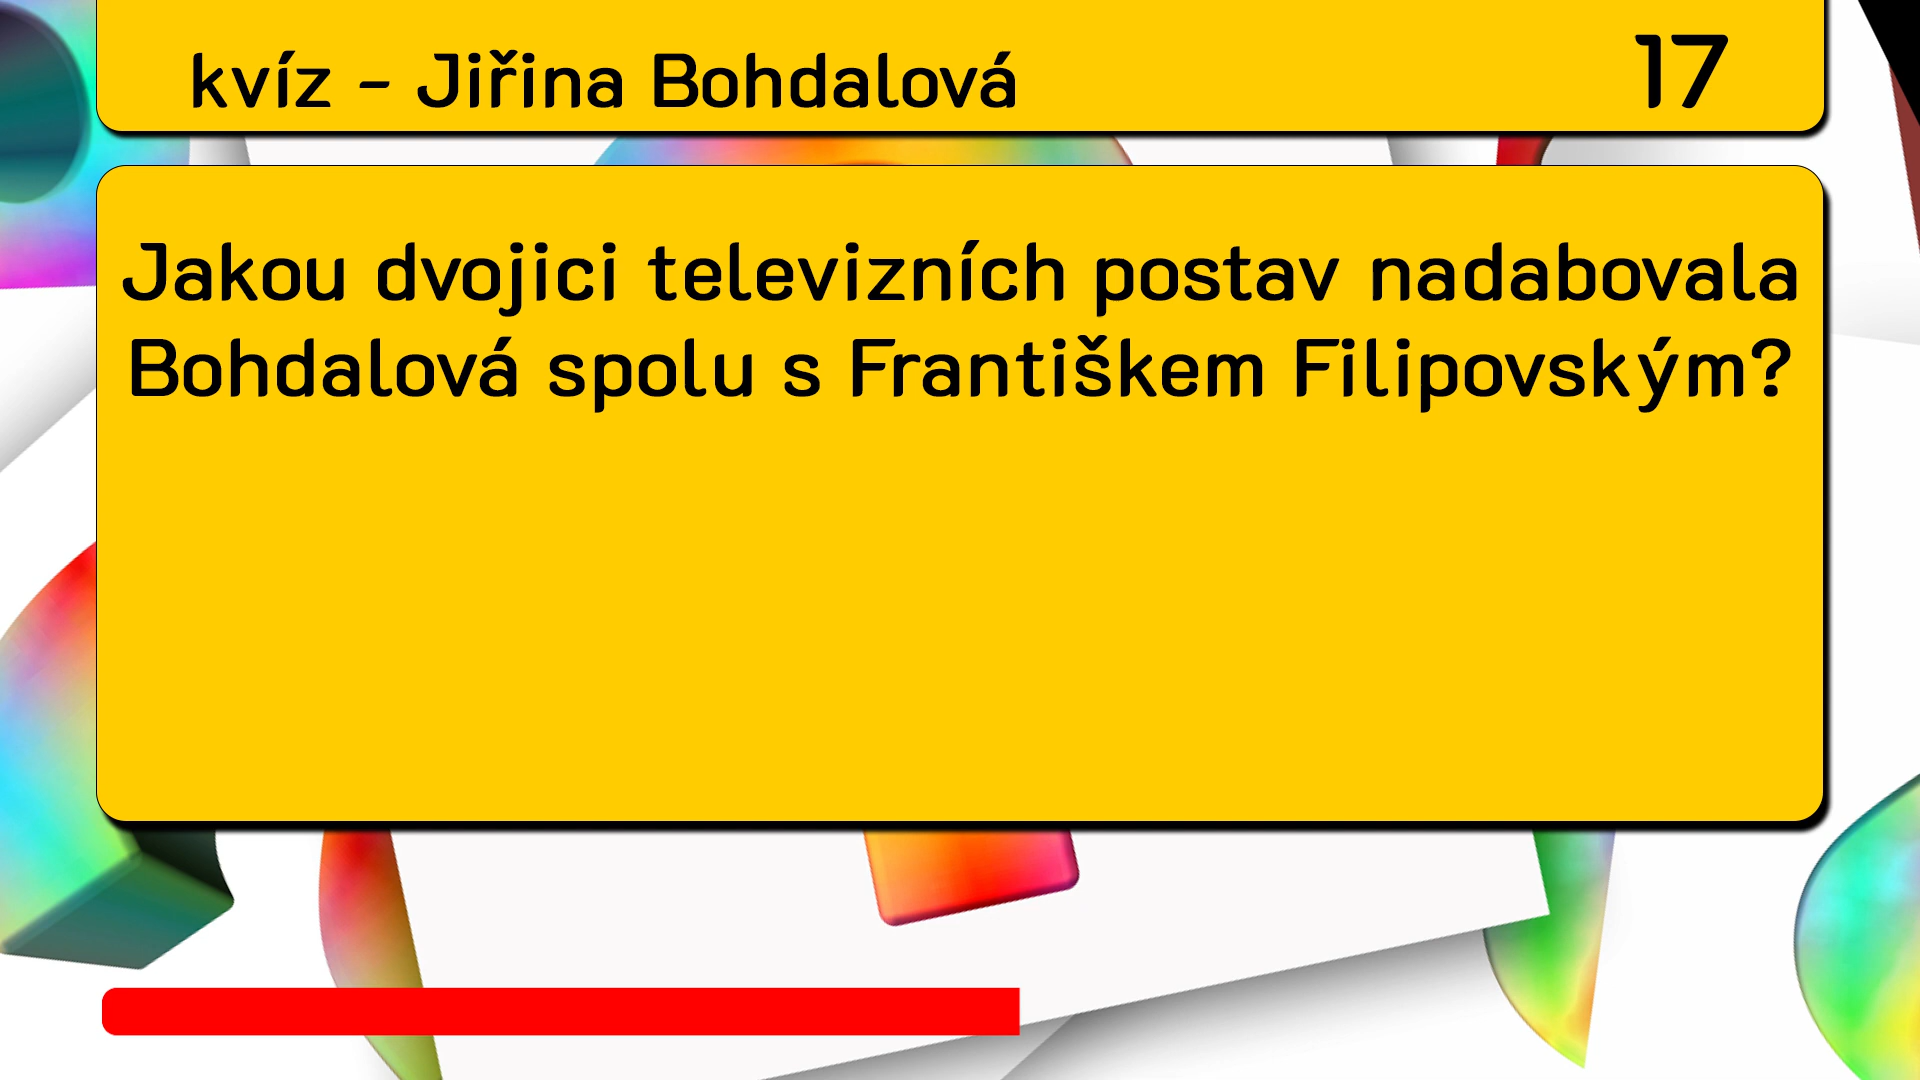 kvíz - Jiřina Bohdalová
17
Jakou dvojici televizních postav nadabovala
Bohdalová spolu s Františkem Filipovským?